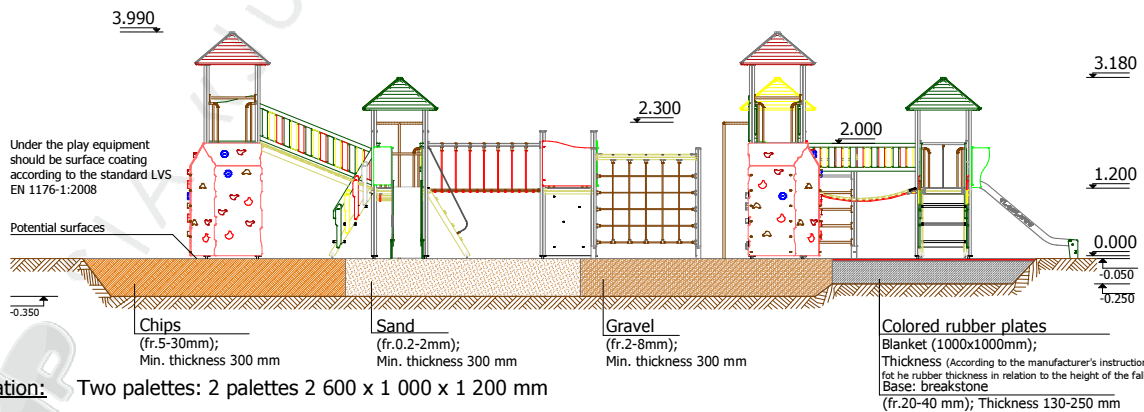 3.990
3.180
2.300
2.000
Under the play equipment
should be surface coating
according to the standard LVS
EN 1176-1:2008
1.200
Potential surfaces
0.000
-0.050
-0.250
-0.350
Chips
(fr.5-30mm);
Min. thickness 300 mm
Sand
(fr.0.2-2mm);
Min. thickness 300 mm
Gravel
(fr.2-8mm);
Min. thickness 300 mm
Colored rubber plates
Blanket (1000x1000mm);
Thickness (According to the manufacturer's instruction
fot he rubber thickness in relation to the height of the fal
Base: breakstone
(fr.20-40 mm); Thickness 130-250 mm
ation: Two palettes: 2 palettes 2 600 x 1 000 x 1 200 mm